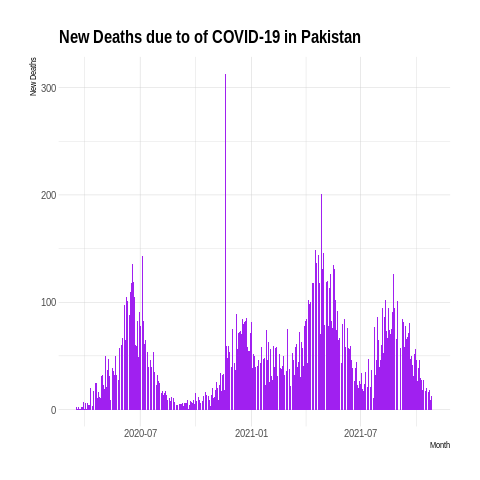 New Deaths due to of COVID-19 in Pakistan
New Deaths
300
200
100
0
2020-07 2021-01 2021-07
Month